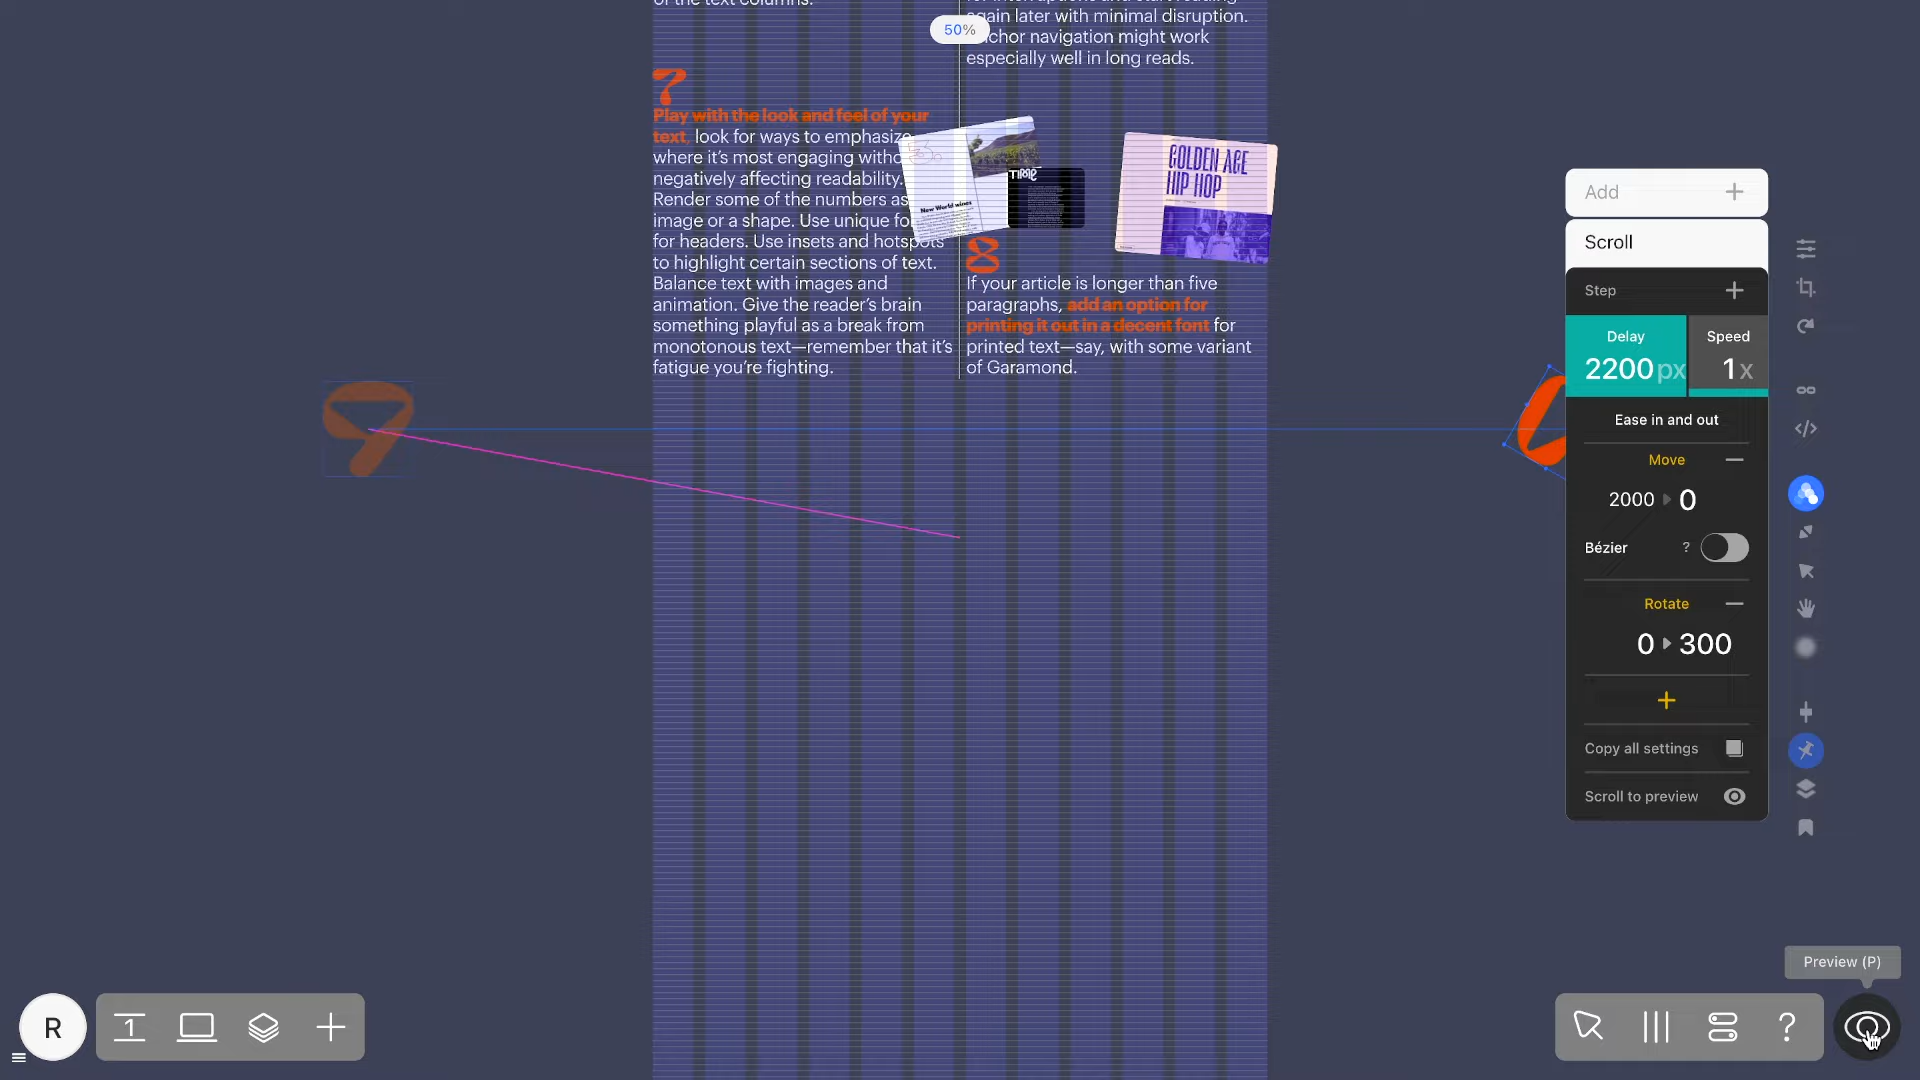 of the text columns.
50%
again later with minimal disruption.
Anchor navigation might work
especially well in long reads.
7
Play with the look and feel of your
text, look for ways to emphasize
where it's most engaging witho
negatively affecting readability.
Render some of the numbers as
image or a shape. Use unique fo
for headers. Use insets and hotspots
to highlight certain sections of text.
Balance text with images and
animation. Give the reader's brain
something playful as a break from
monotonous text—remember that it's
fatigue you're fighting.
New World wines
TIME
GOLDEN AGE
HIP HOP
8
If your article is longer than five
paragraphs, add an option for
printing it out in a decent font for
printed text—say, with some variant
of Garamond.
9
Add
Scroll
Step
Delay
2200px
Speed
1x
Ease in and out
Move
2000 0
Bézier ?
Rotate
0 300
Copy all settings
Scroll to preview
Preview (P)
R
1
?